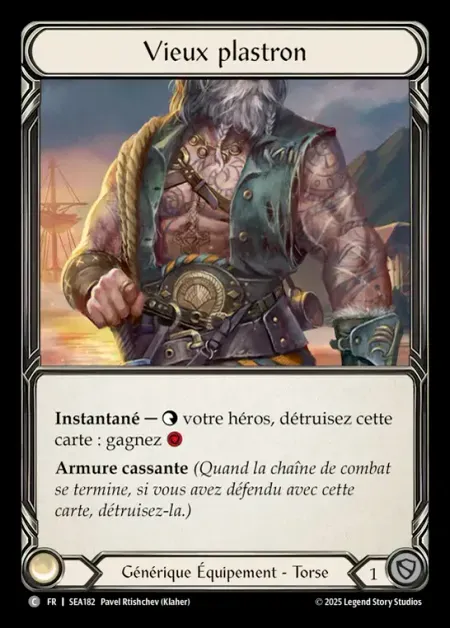 Vieux plastron
Instantané — votre héros, détruisez cette
carte : gagnez
Armure cassante (Quand la chaîne de combat
se termine, si vous avez défendu avec cette
carte, détruisez-la.)
Générique Équipement - Torse
1
C FR | SEA182 Pavel Rtishchev (Klaher) © 2025 Legend Story Studios